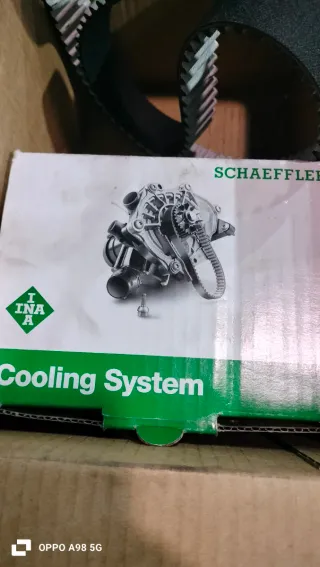 SCHAEFFLER
I
INA
A
Cooling System
OPPO A98 5G